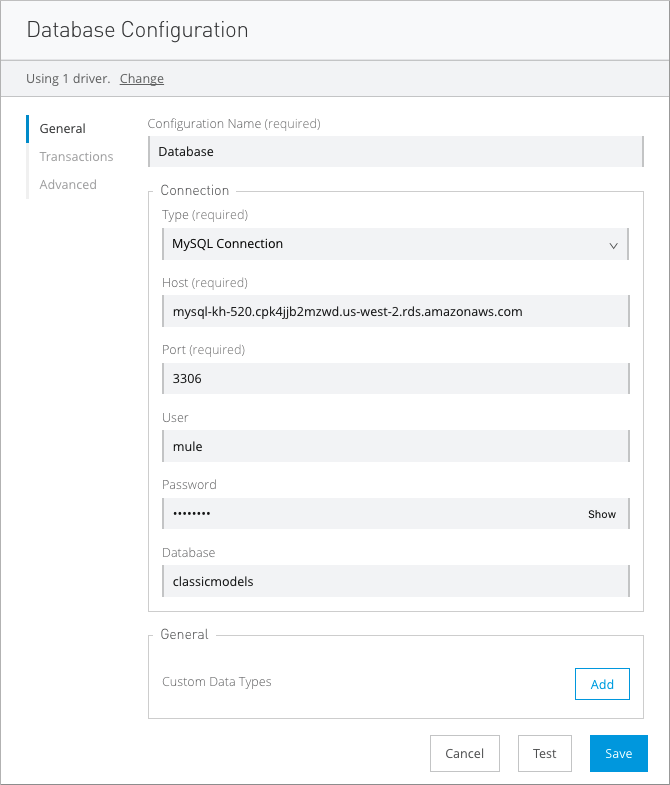 Database Configuration
Using 1 driver. Change
General
Transactions
Advanced
Configuration Name (required)
Database
Connection
Type (required)
MySQL Connection
Host (required)
mysql-kh-520.cpk4jjb2mzwd.us-west-2.rds.amazonaws.com
Port (required)
3306
User
mule
Password
•••••••• Show
Database
classicmodels
General
Custom Data Types Add
Cancel Test Save